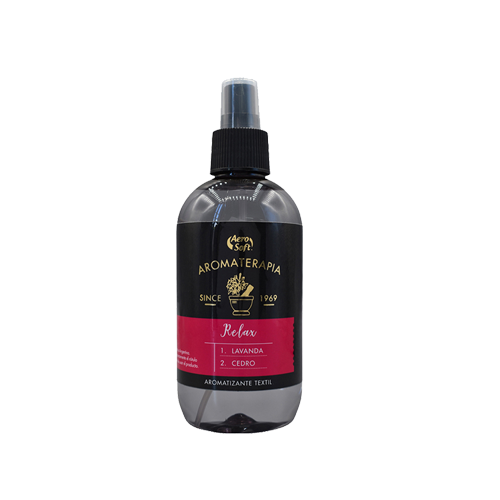 Aero
Soft
AROMATERAPIA
SINCE 1969
Relax
1. LAVANDA
2. CEDRO
AROMATIZANTE TEXTIL